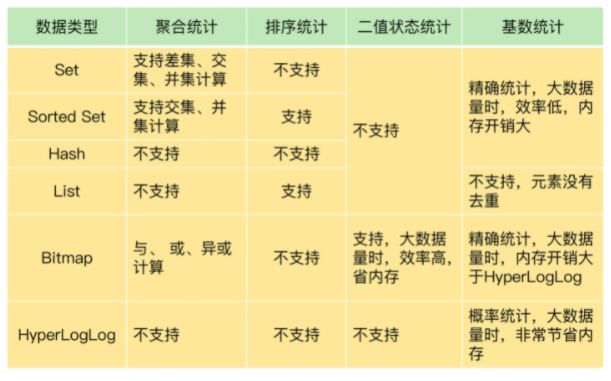 数据类型 聚合统计 排序统计 二值状态统计 基数统计
Set
支持差集、交
集、并集计算
不支持
Sorted Set
支持交集、并
集计算
支持
Hash
不支持
不支持
List
不支持
支持
不支持
精确统计，大数据
量时，效率低，内
存开销大
不支持，元素没有
去重
Bitmap
与、 或、异或
计算
不支持
支持，大数据
量时，效率高，
省内存
精确统计，大数据
量时，内存开销大
于HyperLogLog
HyperLogLog
不支持
不支持
不支持
概率统计，大数据
量时，非常节省内
存